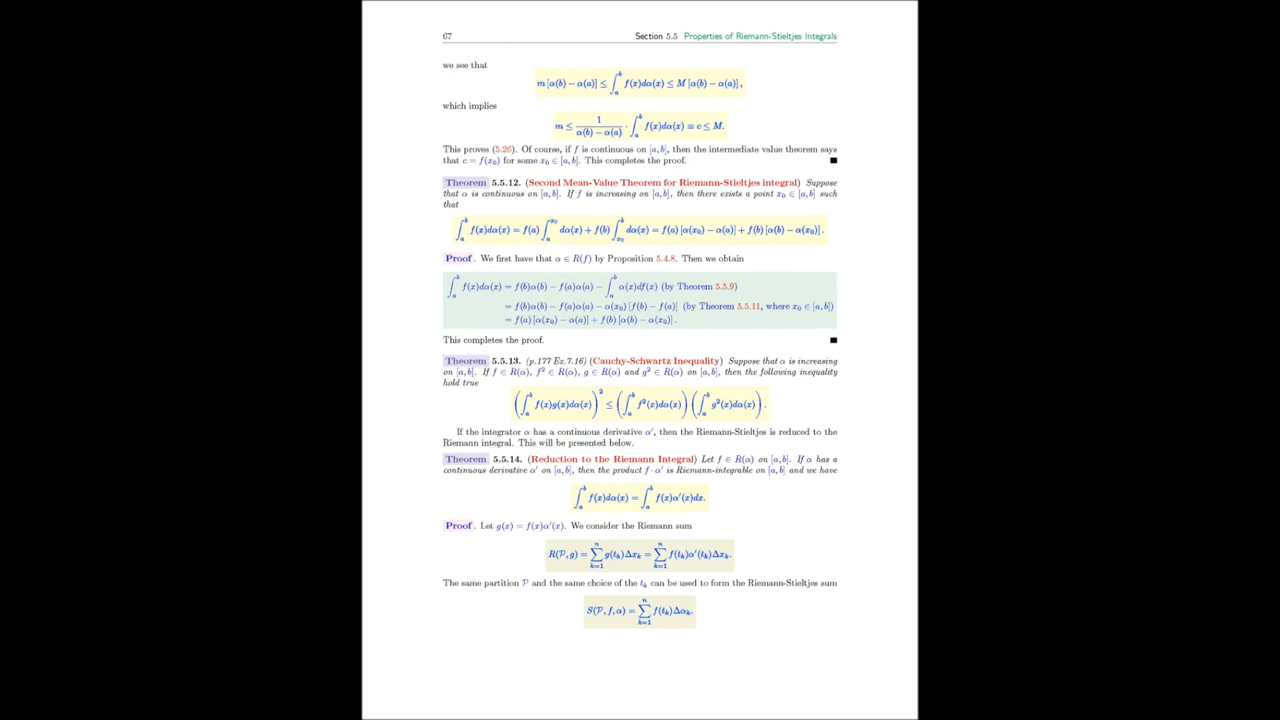 67 Section 5.5 Properties of Riemann-Stieltjes Integrals
we see that
m [α(b) − α(a)] ≤ ∫_a^b f(x)dα(x) ≤ M [α(b) − α(a)] ,
which implies
m ≤ 1/(α(b) − α(a)) · ∫_a^b f(x)dα(x) ≡ c ≤ M.
This proves (5.26). Of course, if f is continuous on [a, b], then the intermediate value theorem says
that c = f(x₀) for some x₀ ∈ [a, b]. This completes the proof. ■
Theorem 5.5.12. (Second Mean-Value Theorem for Riemann-Stieltjes integral) Suppose
that α is continuous on [a, b]. If f is increasing on [a, b], then there exists a point x₀ ∈ [a, b] such
that
∫_a^b f(x)dα(x) = f(a) ∫_a^{x₀} dα(x) + f(b) ∫_{x₀}^b dα(x) = f(a) [α(x₀) − α(a)] + f(b) [α(b) − α(x₀)] .
Proof. We first have that α ∈ R(f) by Proposition 5.4.8. Then we obtain
∫_a^b f(x)dα(x) = f(b)α(b) − f(a)α(a) − ∫_a^b α(x)df(x) (by Theorem 5.5.9)
= f(b)α(b) − f(a)α(a) − α(x₀) [f(b) − f(a)] (by Theorem 5.5.11, where x₀ ∈ [a, b])
= f(a) [α(x₀) − α(a)] + f(b) [α(b) − α(x₀)] .
This completes the proof. ■
Theorem 5.5.13. (p.177 Ex.7.16) (Cauchy-Schwartz Inequality) Suppose that α is increasing
on [a, b]. If f ∈ R(α), f² ∈ R(α), g ∈ R(α) and g² ∈ R(α) on [a, b], then the following inequality
hold true
(∫_a^b f(x)g(x)dα(x))² ≤ (∫_a^b f²(x)dα(x)) (∫_a^b g²(x)dα(x)) .
If the integrator α has a continuous derivative α′, then the Riemann-Stieltjes is reduced to the
Riemann integral. This will be presented below.
Theorem 5.5.14. (Reduction to the Riemann Integral) Let f ∈ R(α) on [a, b]. If α has a
continuous derivative α′ on [a, b], then the product f · α′ is Riemann-integrable on [a, b] and we have
∫_a^b f(x)dα(x) = ∫_a^b f(x)α′(x)dx.
Proof. Let g(x) = f(x)α′(x). We consider the Riemann sum
R(𝒫, g) = ∑_{k=1}^n g(t_k)Δx_k = ∑_{k=1}^n f(t_k)α′(t_k)Δx_k.
The same partition 𝒫 and the same choice of the t_k can be used to form the Riemann-Stieltjes sum
S(𝒫, f, α) = ∑_{k=1}^n f(t_k)Δα_k.